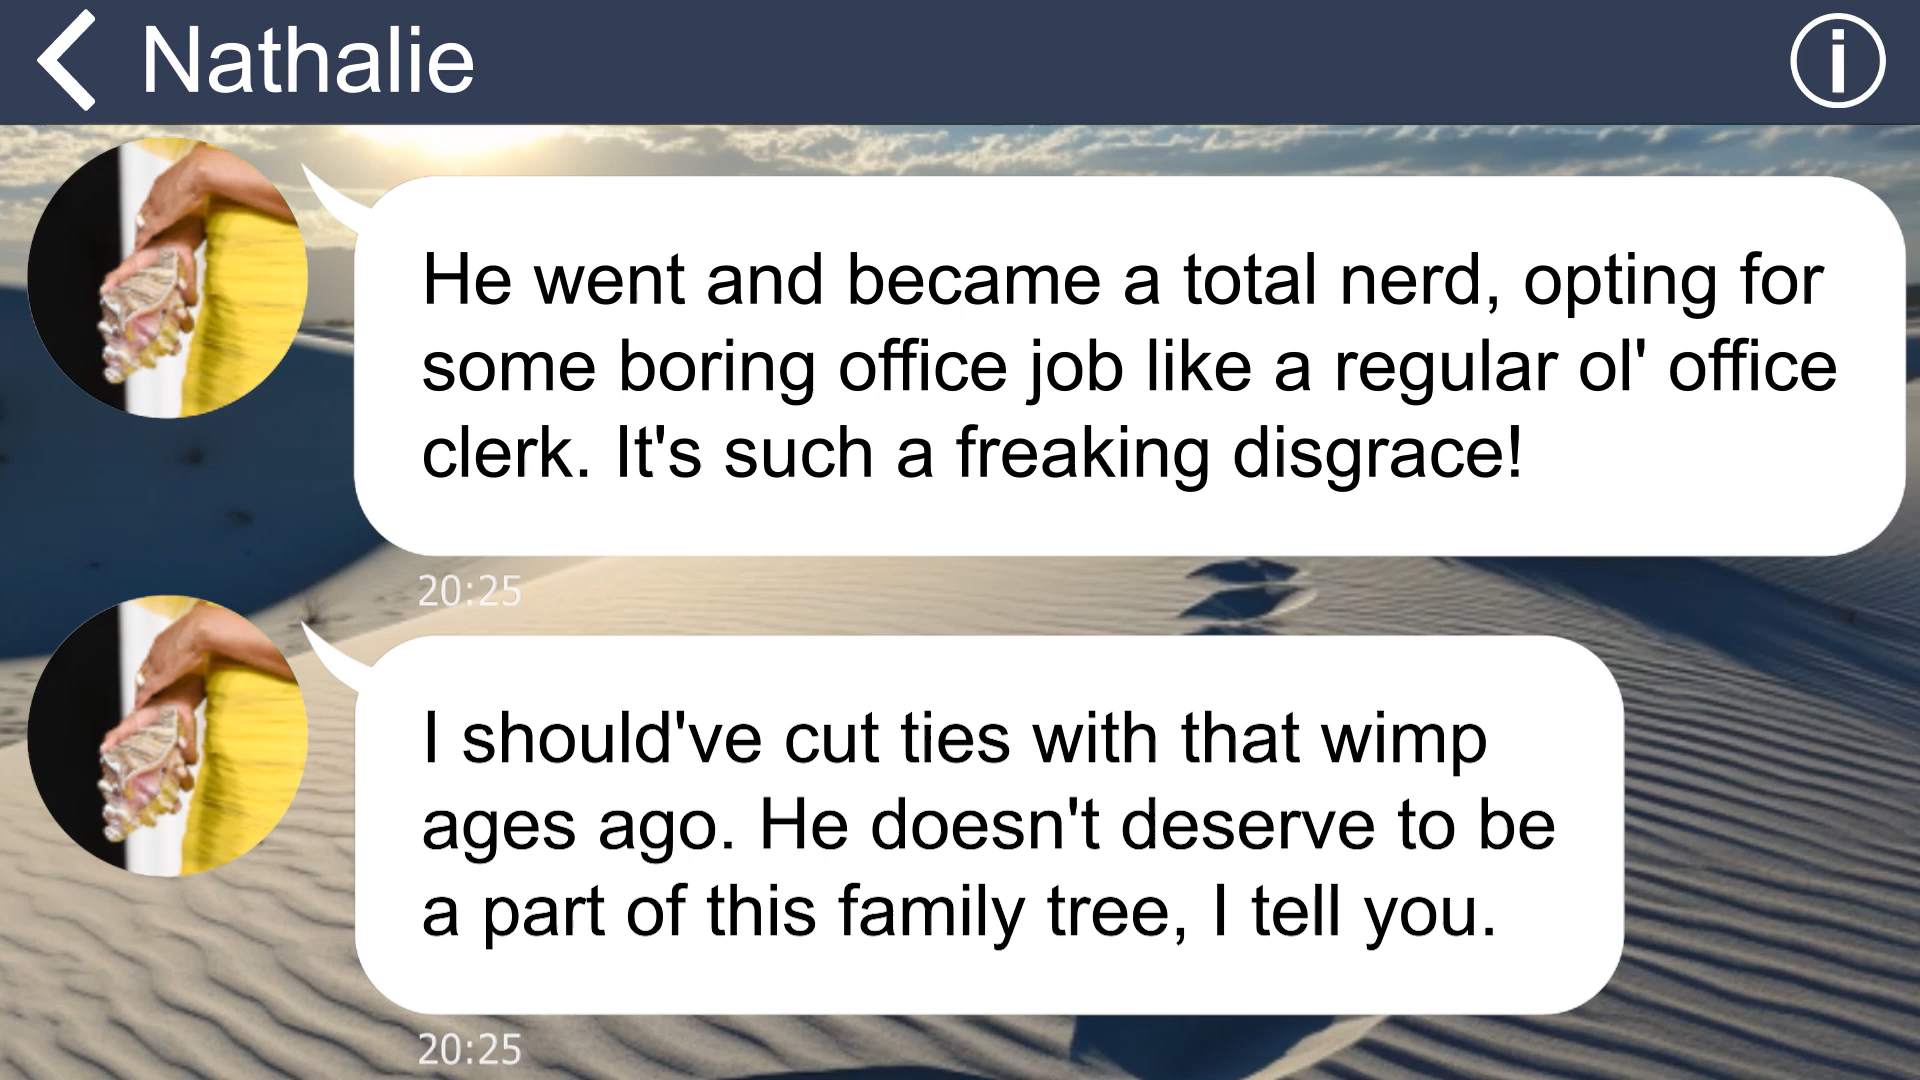 Nathalie
He went and became a total nerd, opting for
some boring office job like a regular ol' office
clerk. It's such a freaking disgrace!
20:25
I should've cut ties with that wimp
ages ago. He doesn't deserve to be
a part of this family tree, I tell you.
20:25